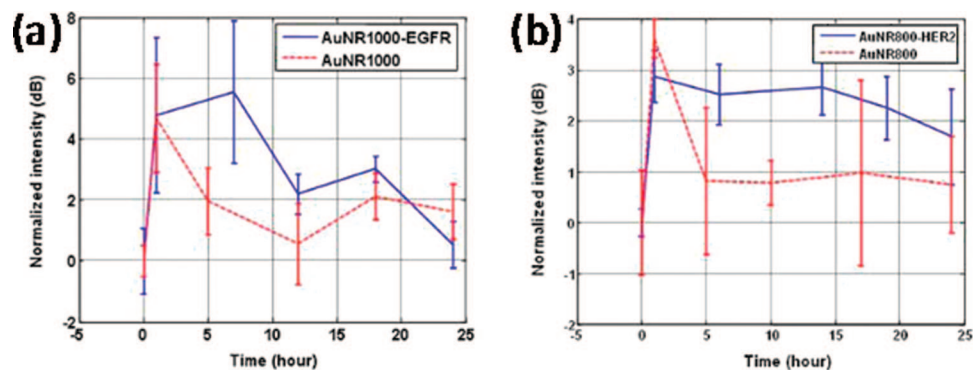 (a)
AuNR1000-EGFR
AuNR1000
Normalized intensity (dB)
8
6
4
2
0
-2
-5 0 5 10 15 20 25
Time (hour)
(b)
AuNR800-HER2
AuNR800
Normalized intensity (dB)
4
3
2
1
0
-1
-2
-5 0 5 10 15 20 25
Time (hour)